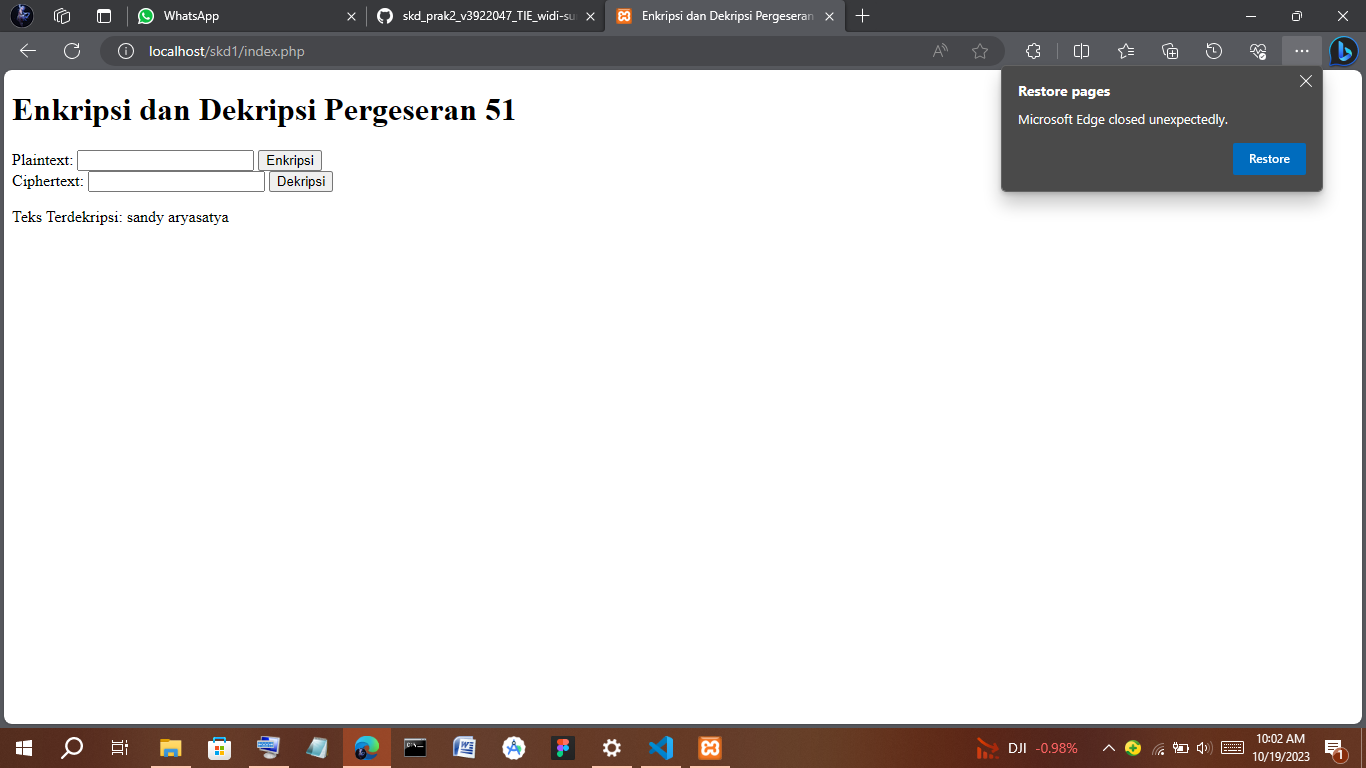 WhatsApp
skd_prak2_v3922047_TIE_widi-su
Enkripsi dan Dekripsi Pergeseran
localhost/skd1/index.php
Restore pages
Microsoft Edge closed unexpectedly.
Restore
Enkripsi dan Dekripsi Pergeseran 51
Plaintext: Enkripsi
Ciphertext: Dekripsi
Teks Terdekripsi: sandy aryasatya
DJI -0.98%
10:02 AM
10/19/2023
1